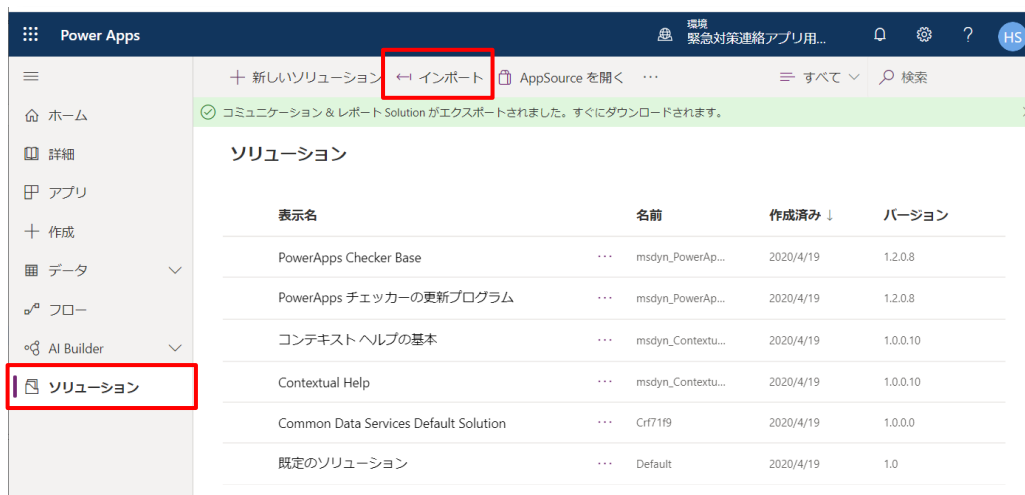 Power Apps
環境
緊急対策連絡アプリ用...
?
HS
+ 新しいソリューション
インポート
AppSource を開く
...
すべて
検索
コミュニケーション & レポート Solution がエクスポートされました。すぐにダウンロードされます。
ホーム
詳細
アプリ
作成
データ
フロー
AI Builder
ソリューション
ソリューション
表示名 名前 作成済み ↓ バージョン
PowerApps Checker Base ... msdyn_PowerAp... 2020/4/19 1.2.0.8
PowerApps チェッカーの更新プログラム ... msdyn_PowerAp... 2020/4/19 1.2.0.8
コンテキスト ヘルプの基本 ... msdyn_Contextu... 2020/4/19 1.0.0.10
Contextual Help ... msdyn_Contextu... 2020/4/19 1.0.0.10
Common Data Services Default Solution ... Crf71f9 2020/4/19 1.0.0.0
既定のソリューション ... Default 2020/4/19 1.0